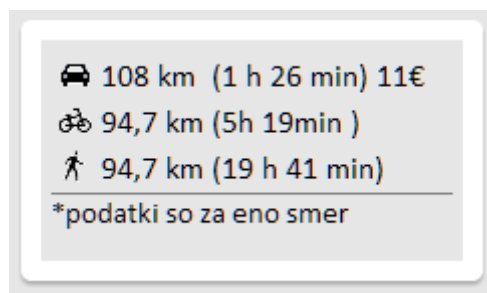 108 km (1 h 26 min) 11€
94,7 km (5h 19min )
94,7 km (19 h 41 min)
*podatki so za eno smer